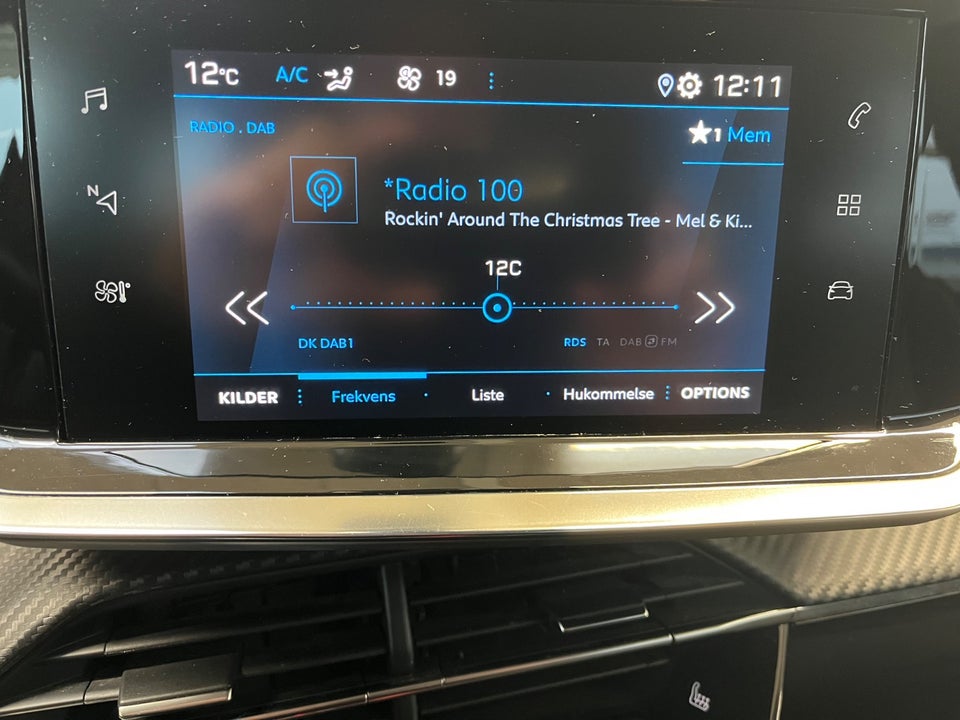 12°C A/C 19 12:11
RADIO . DAB
1 Mem
*Radio 100
Rockin' Around The Christmas Tree - Mel & Ki...
12C
DK DAB1
RDS TA DAB FM
KILDER Frekvens Liste Hukommelse OPTIONS
N